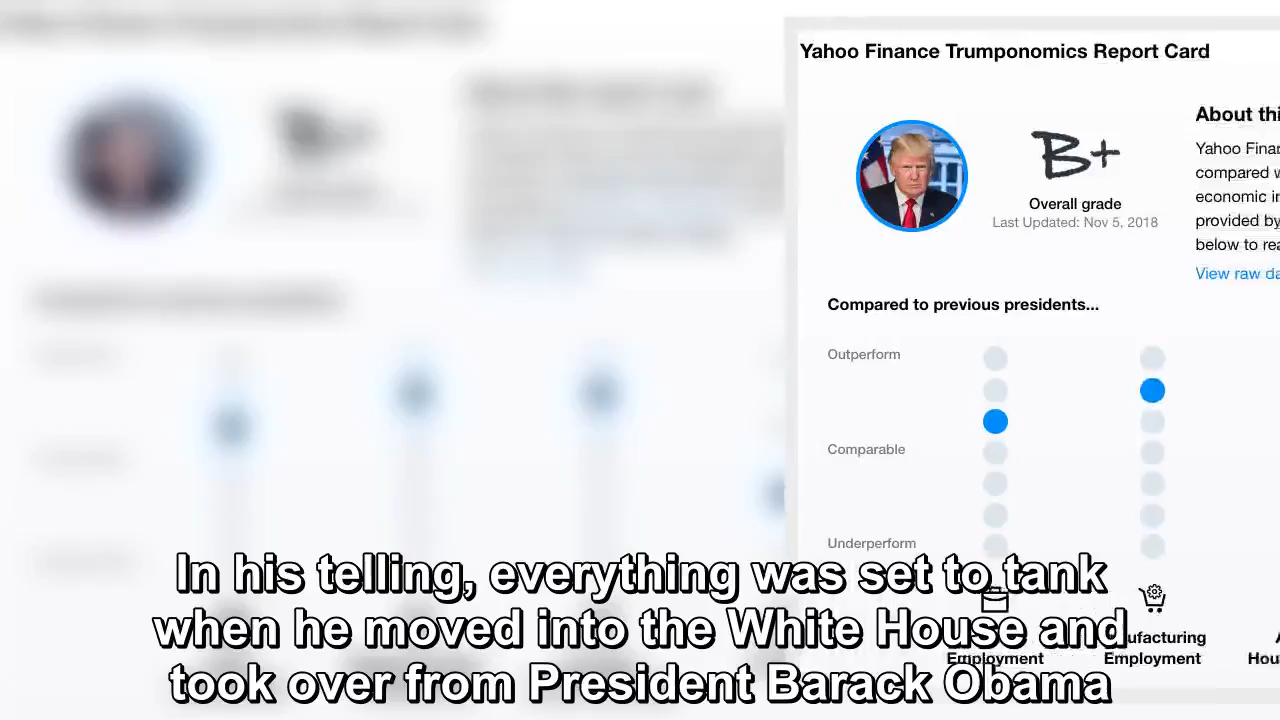 Yahoo Finance Trumponomics Report Card
B+
Overall grade
Last Updated: Nov 5, 2018
About thi
Yahoo Finan
compared w
economic in
provided by
below to rea
View raw da
Compared to previous presidents...
Outperform
Comparable
Underperform
Employment
ufacturing
Employment
Hou
In his telling, everything was set to tank
when he moved into the White House and
took over from President Barack Obama